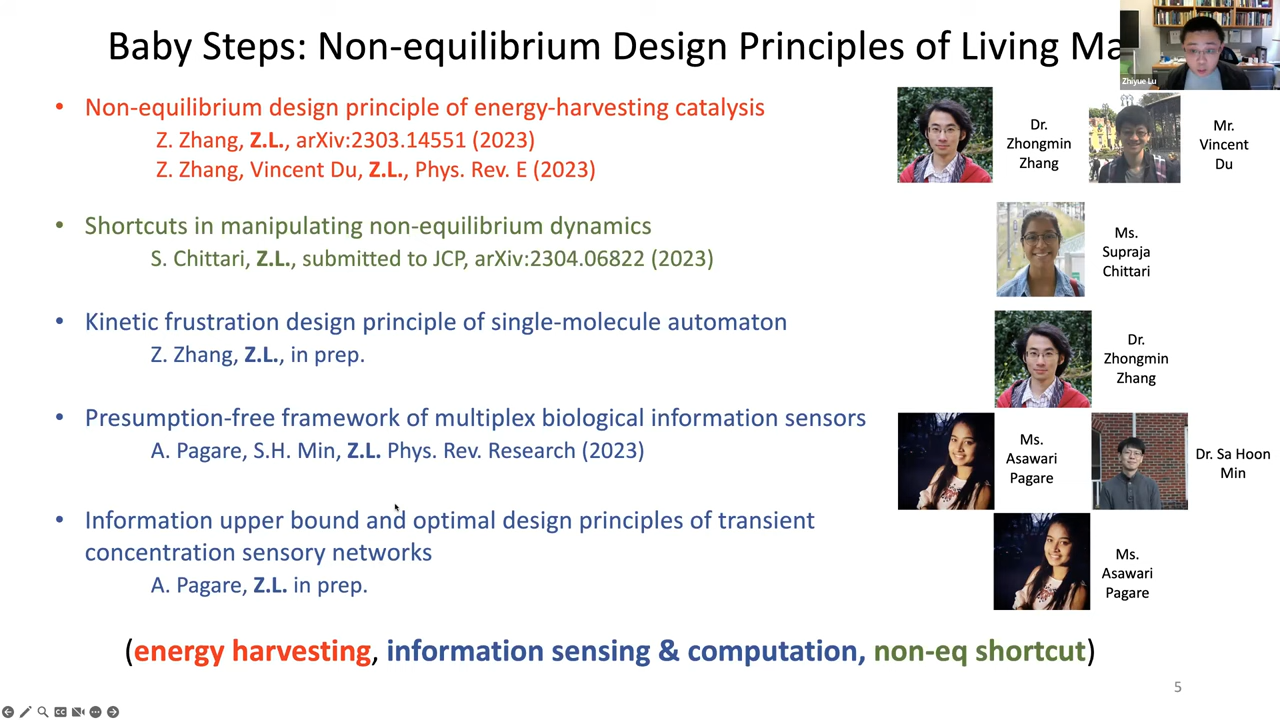 Baby Steps: Non-equilibrium Design Principles of Living Ma
Zhiyue Lu
• Non-equilibrium design principle of energy-harvesting catalysis
Z. Zhang, Z.L., arXiv:2303.14551 (2023)
Z. Zhang, Vincent Du, Z.L., Phys. Rev. E (2023)
Dr.
Zhongmin
Zhang
Mr.
Vincent
Du
• Shortcuts in manipulating non-equilibrium dynamics
S. Chittari, Z.L., submitted to JCP, arXiv:2304.06822 (2023)
Ms.
Supraja
Chittari
• Kinetic frustration design principle of single-molecule automaton
Z. Zhang, Z.L., in prep.
Dr.
Zhongmin
Zhang
• Presumption-free framework of multiplex biological information sensors
A. Pagare, S.H. Min, Z.L. Phys. Rev. Research (2023)
Ms.
Asawari
Pagare
Dr. Sa Hoon
Min
• Information upper bound and optimal design principles of transient
concentration sensory networks
A. Pagare, Z.L. in prep.
Ms.
Asawari
Pagare
(energy harvesting, information sensing & computation, non-eq shortcut)
5